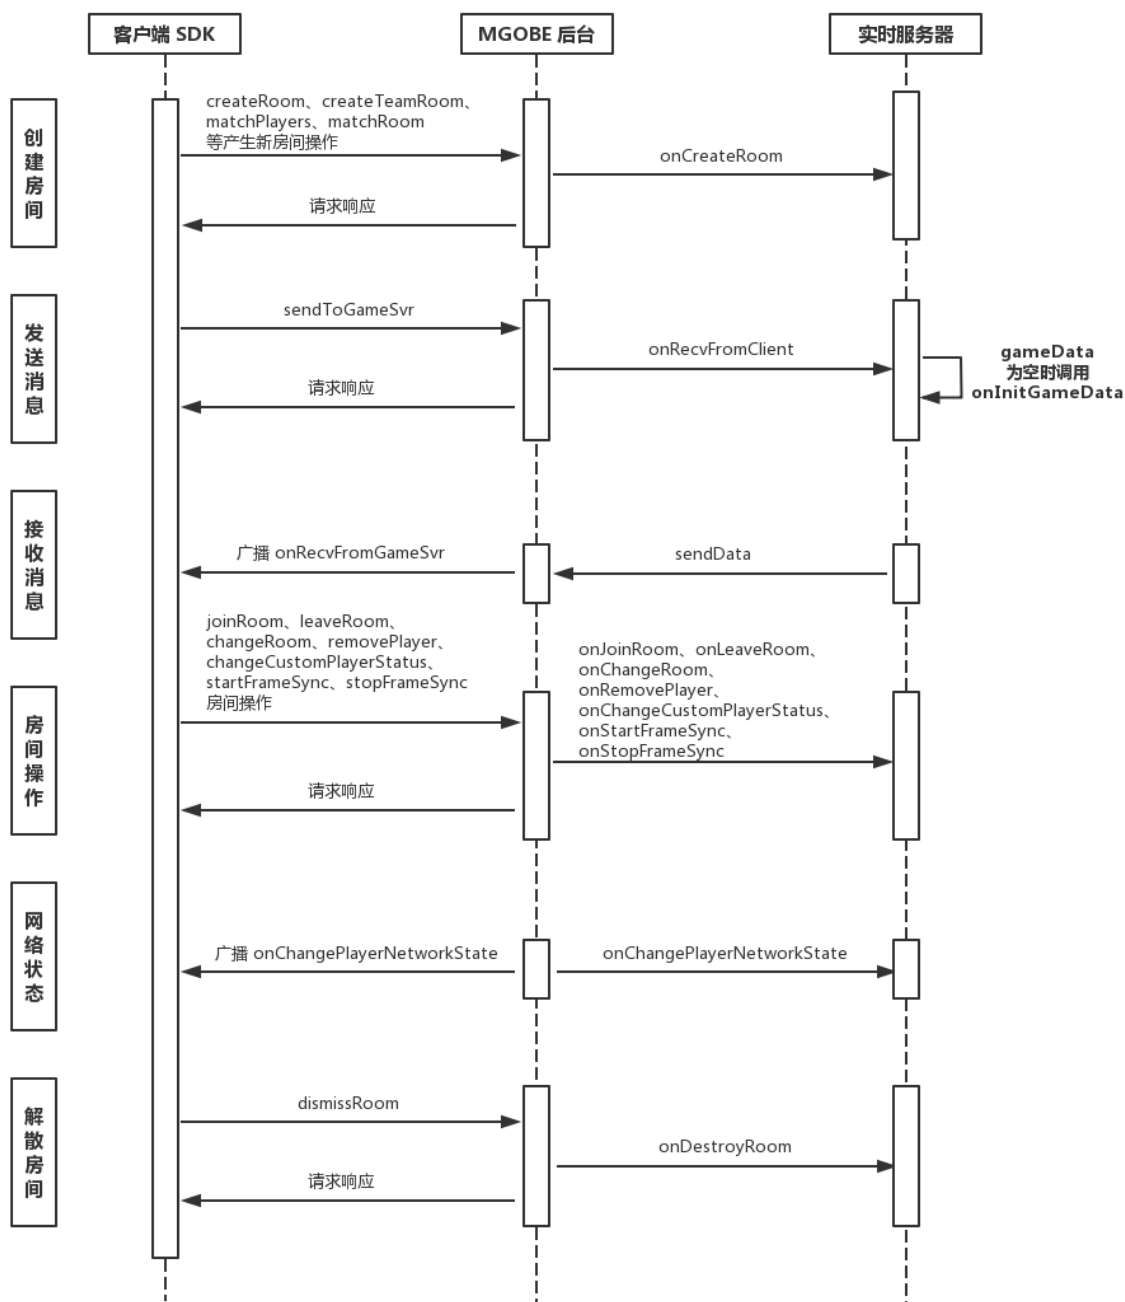 客户端 SDK
MGOBE 后台
实时服务器
创建房间
createRoom、createTeamRoom、
matchPlayers、matchRoom
等产生新房间操作
onCreateRoom
请求响应
发送消息
sendToGameSvr
onRecvFromClient
gameData
为空时调用
onInitGameData
请求响应
接收消息
广播 onRecvFromGameSvr
sendData
房间操作
joinRoom、leaveRoom、
changeRoom、removePlayer、
changeCustomPlayerStatus、
startFrameSync、stopFrameSync
房间操作
onJoinRoom、onLeaveRoom、
onChangeRoom、
onRemovePlayer、
onChangeCustomPlayerStatus、
onStartFrameSync、
onStopFrameSync
请求响应
网络状态
广播 onChangePlayerNetworkState
onChangePlayerNetworkState
解散房间
dismissRoom
onDestroyRoom
请求响应